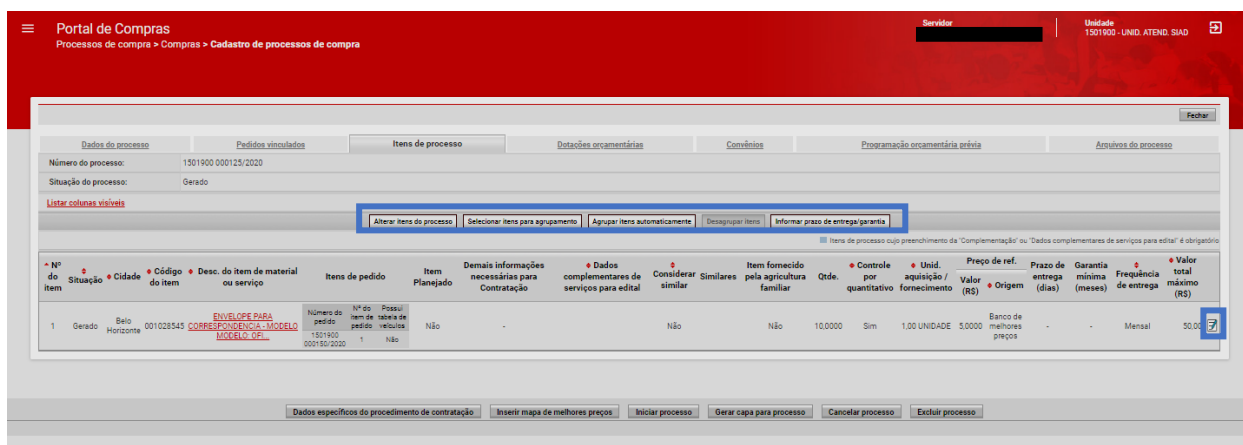 Portal de Compras
Processos de compra > Compras > Cadastro de processos de compra
Servidor
Unidade
1501900 - UNID. ATEND. SIAD
Fechar
Dados do processo Pedidos vinculados Itens de processo Dotações orçamentárias Convênios Programação orçamentária prévia Arquivos do processo
Número do processo: 1501900 000125/2020
Situação do processo: Gerado
Listar colunas visíveis
Alterar itens do processo Selecionar itens para agrupamento Agrupar itens automaticamente Desagrupar itens Informar prazo de entrega/garantia
Itens de processo cujo preenchimento da "Complementação" ou "Dados complementares de serviços para edital" é obrigatório
Nº do item Situação Cidade Código do item Desc. do item de material ou serviço Itens de pedido Item Planejado Demais informações necessárias para Contratação Dados complementares de serviços para edital Considerar similar Similares Item fornecido pela agricultura familiar Qtde. Controle por quantitativo Unid. aquisição / fornecimento Preço de ref. Valor (R$) Origem Prazo de entrega (dias) Garantia mínima (meses) Frequência de entrega Valor total máximo (R$)
1 Gerado Belo Horizonte 001028545 ENVELOPE PARA CORRESPONDENCIA - MODELO MODELO: OFI...
Número do pedido Nº do item de pedido Possui tabela de veículos
1501900 000150/2020 1 Não
Não - Não Não 10,0000 Sim 1,00 UNIDADE 5,0000 Banco de melhores preços - - Mensal 50,00
Dados específicos do procedimento de contratação Inserir mapa de melhores preços Iniciar processo Gerar capa para processo Cancelar processo Excluir processo